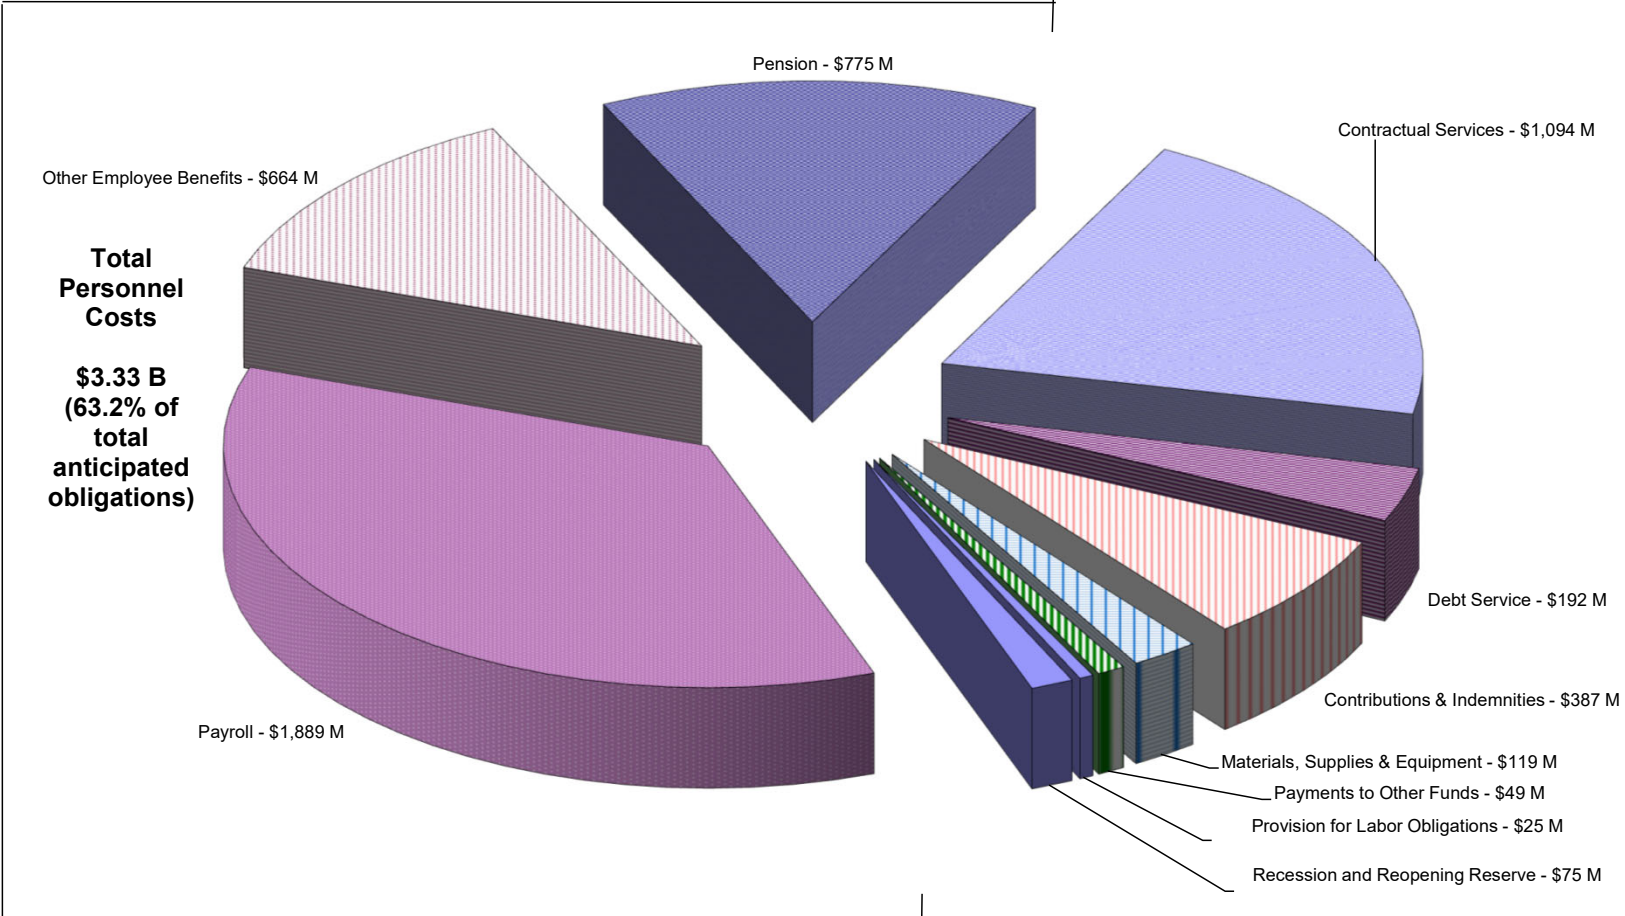 Pension - $775 M
Contractual Services - $1,094 M
Other Employee Benefits - $664 M
Total
Personnel
Costs
$3.33 B
(63.2% of
total
anticipated
obligations)
Debt Service - $192 M
Contributions & Indemnities - $387 M
Payroll - $1,889 M
Materials, Supplies & Equipment - $119 M
Payments to Other Funds - $49 M
Provision for Labor Obligations - $25 M
Recession and Reopening Reserve - $75 M